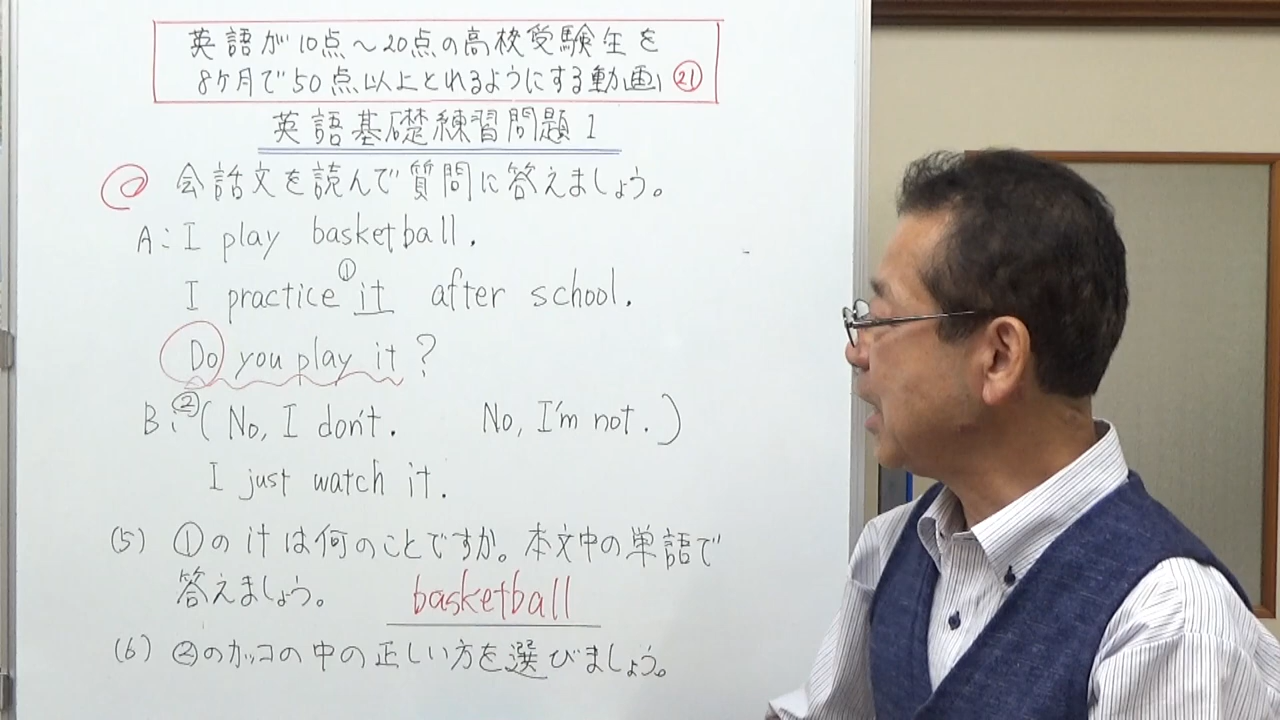 英語が10点〜20点の高校受験生を
8ヶ月で50点以上とれるようにする動画 ㉑
英語基礎練習問題 1
会話文を読んで質問に答えましょう。
A: I play basketball.
I practice ①it after school.
Do you play it?
B、②( No, I don't. No, I'm not. )
I just watch it.
(5) ①の it は何のことですか。本文中の単語で
答えましょう。 basketball
(6) ②のカッコの中の正しい方を選びましょう。